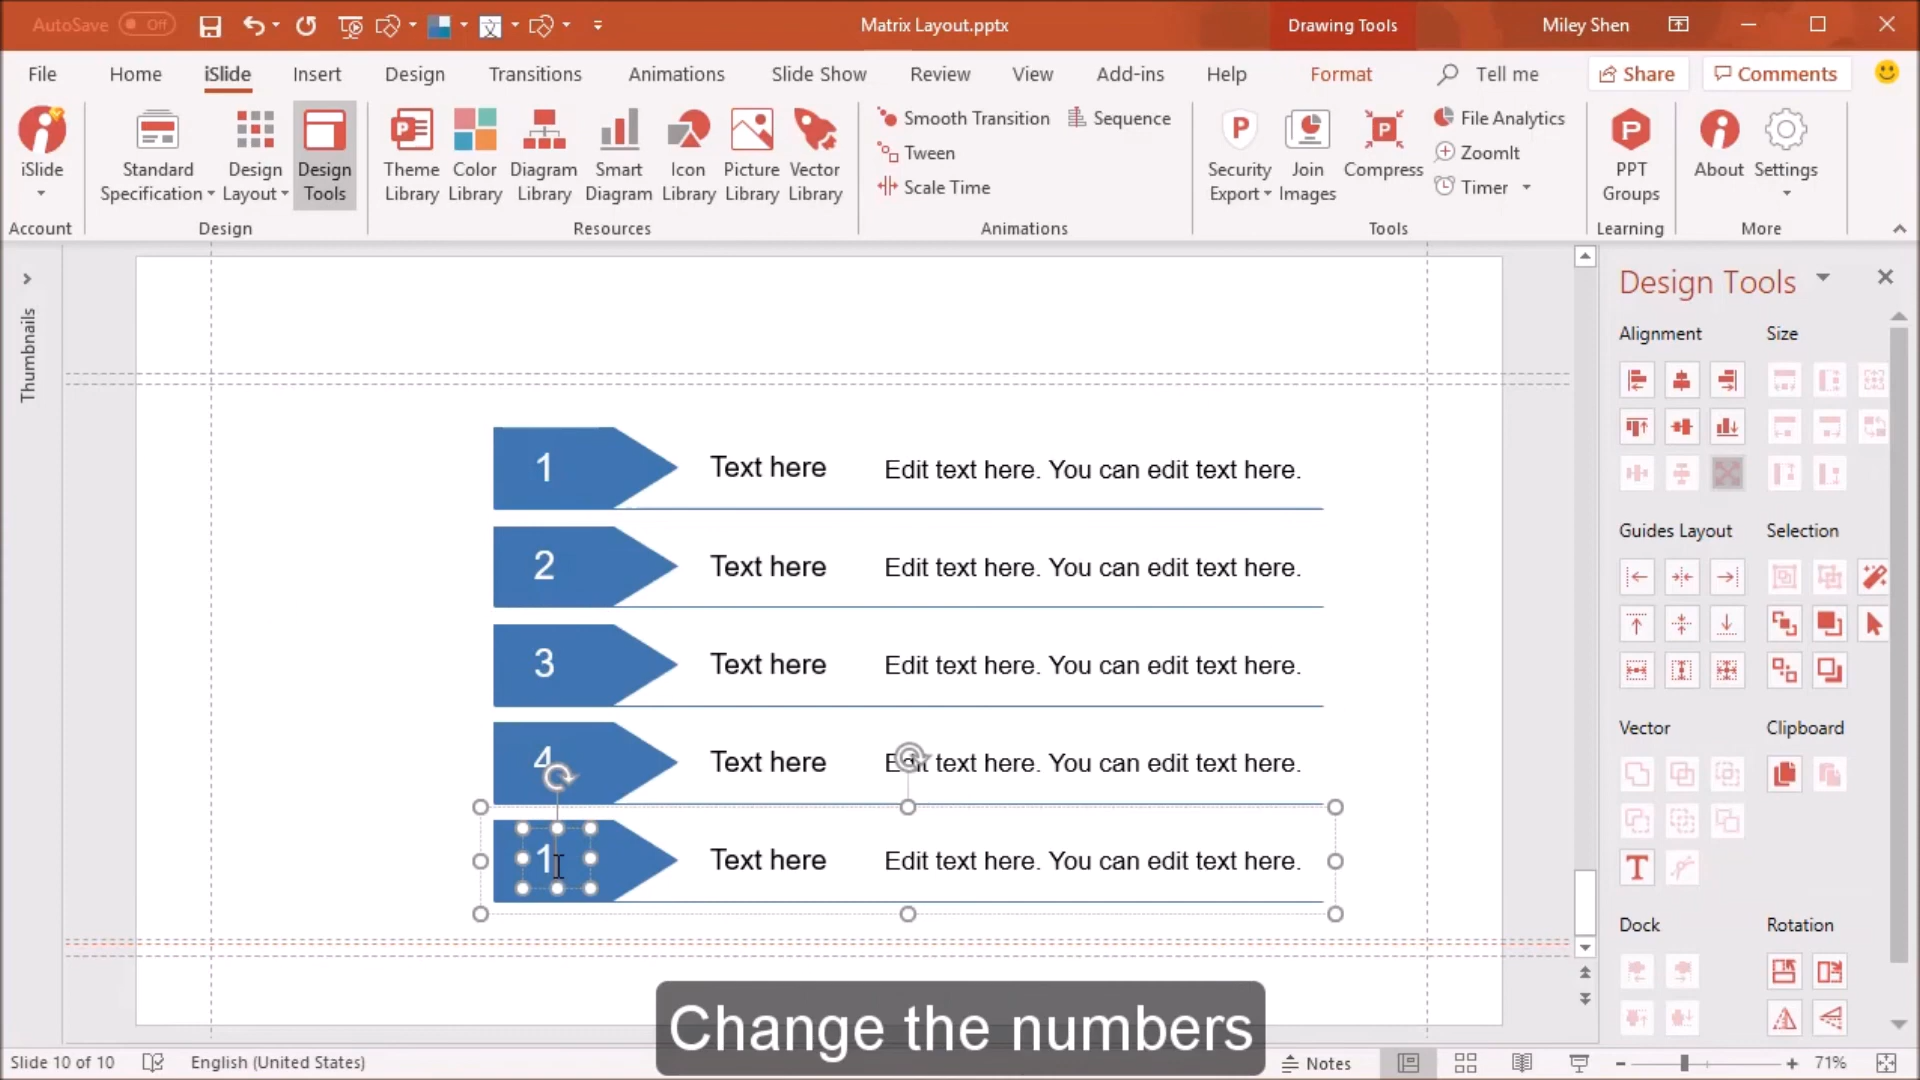 AutoSave Off Matrix Layout.pptx Drawing Tools Miley Shen
File Home iSlide Insert Design Transitions Animations Slide Show Review View Add-ins Help Format Tell me Share Comments
iSlide
Account
Standard Specification
Design Layout
Design Tools
Design
Theme Library
Color Library
Diagram Library
Smart Diagram
Icon Library
Picture Library
Vector Library
Resources
Smooth Transition
Sequence
Tween
Scale Time
Animations
Security Export
Join Images
Compress
File Analytics
ZoomIt
Timer
Tools
PPT Groups
Learning
About
Settings
More
Thumbnails
1 Text here Edit text here. You can edit text here.
2 Text here Edit text here. You can edit text here.
3 Text here Edit text here. You can edit text here.
4 Text here Edit text here. You can edit text here.
1 Text here Edit text here. You can edit text here.
Design Tools
Alignment Size
Guides Layout Selection
Vector Clipboard
Dock Rotation
Change the numbers
Slide 10 of 10 English (United States) Notes 71%